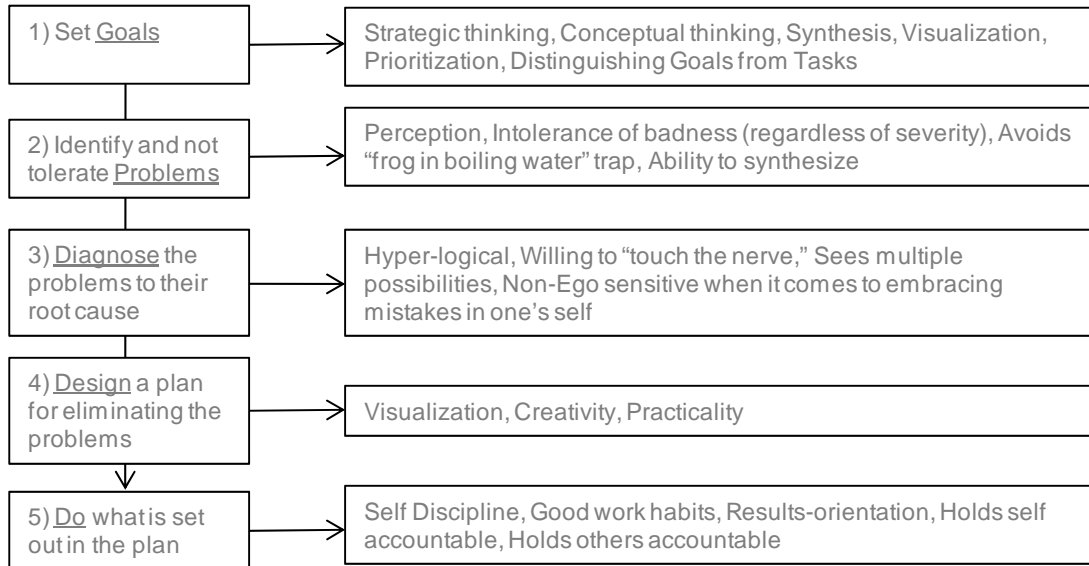 1) Set Goals
Strategic thinking, Conceptual thinking, Synthesis, Visualization,
Prioritization, Distinguishing Goals from Tasks
2) Identify and not
tolerate Problems
Perception, Intolerance of badness (regardless of severity), Avoids
“frog in boiling water” trap, Ability to synthesize
3) Diagnose the
problems to their
root cause
Hyper-logical, Willing to “touch the nerve,” Sees multiple
possibilities, Non-Ego sensitive when it comes to embracing
mistakes in one’s self
4) Design a plan
for eliminating the
problems
Visualization, Creativity, Practicality
5) Do what is set
out in the plan
Self Discipline, Good work habits, Results-orientation, Holds self
accountable, Holds others accountable